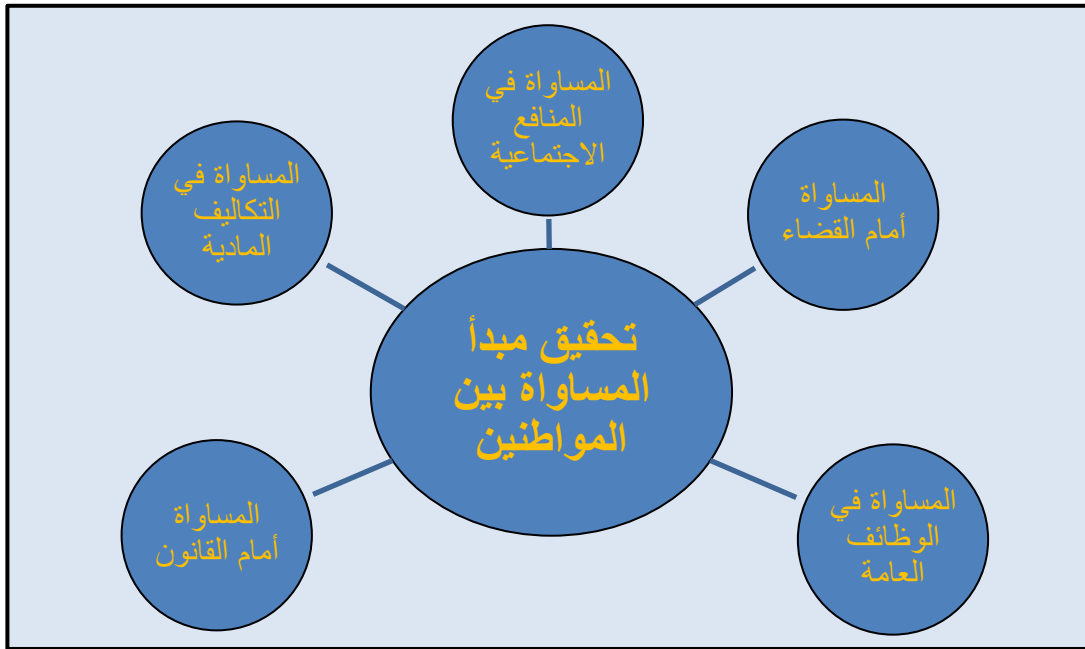 المساواة في
المنافع
الاجتماعية
المساواة
أمام القضاء
المساواة في
التكاليف
المادية
تحقيق مبدأ
المساواة بين
المواطنين
المساواة في
الوظائف
العامة
المساواة
أمام القانون